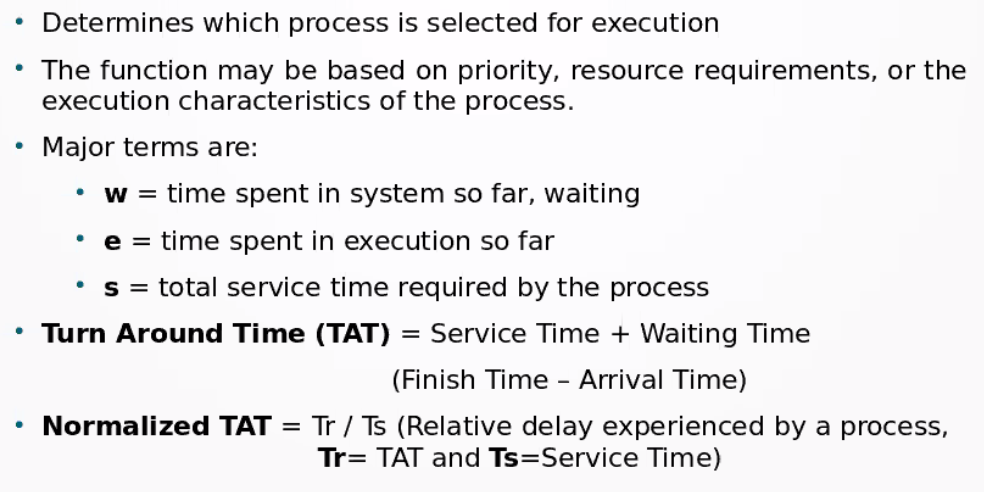 • Determines which process is selected for execution
• The function may be based on priority, resource requirements, or the
execution characteristics of the process.
• Major terms are:
• w = time spent in system so far, waiting
• e = time spent in execution so far
• s = total service time required by the process
• Turn Around Time (TAT) = Service Time + Waiting Time
(Finish Time – Arrival Time)
• Normalized TAT = Tr / Ts (Relative delay experienced by a process,
Tr= TAT and Ts=Service Time)